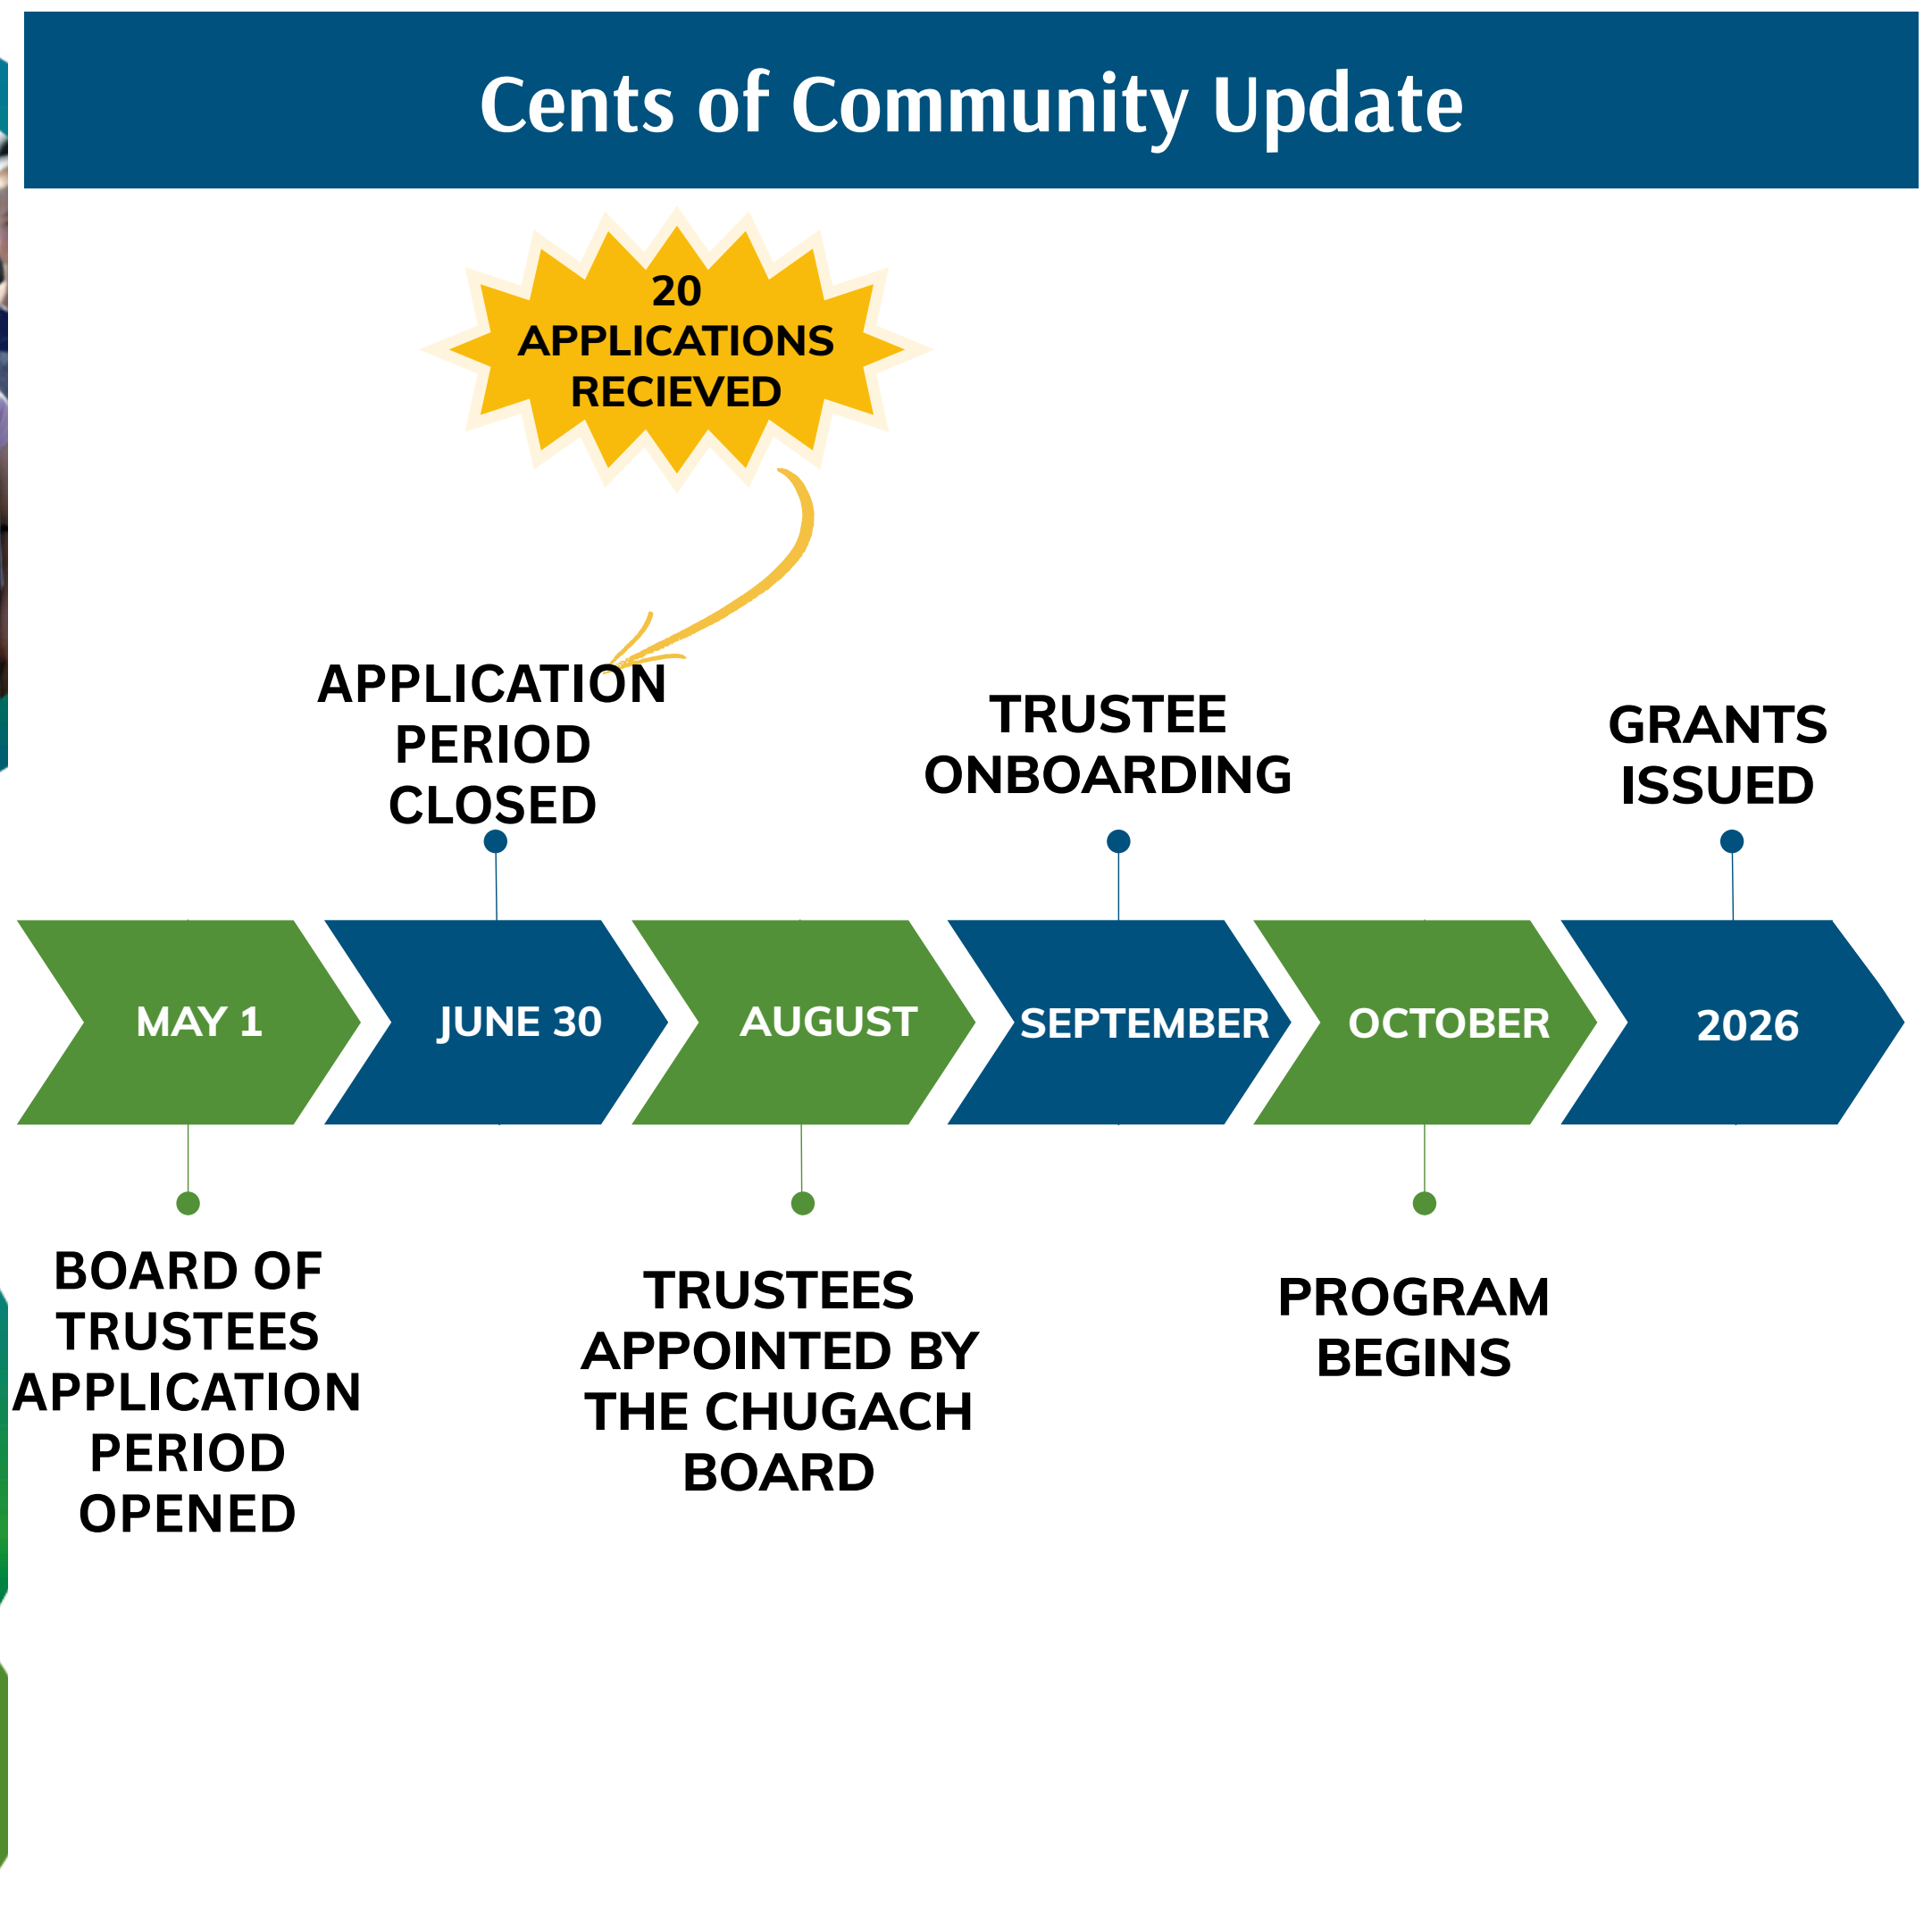 Cents of Community Update
20
APPLICATIONS
RECIEVED
APPLICATION
PERIOD
CLOSED
TRUSTEE
ONBOARDING
GRANTS
ISSUED
MAY 1
JUNE 30
AUGUST
SEPTEMBER
OCTOBER
2026
BOARD OF
TRUSTEES
APPLICATION
PERIOD
OPENED
TRUSTEES
APPOINTED BY
THE CHUGACH
BOARD
PROGRAM
BEGINS